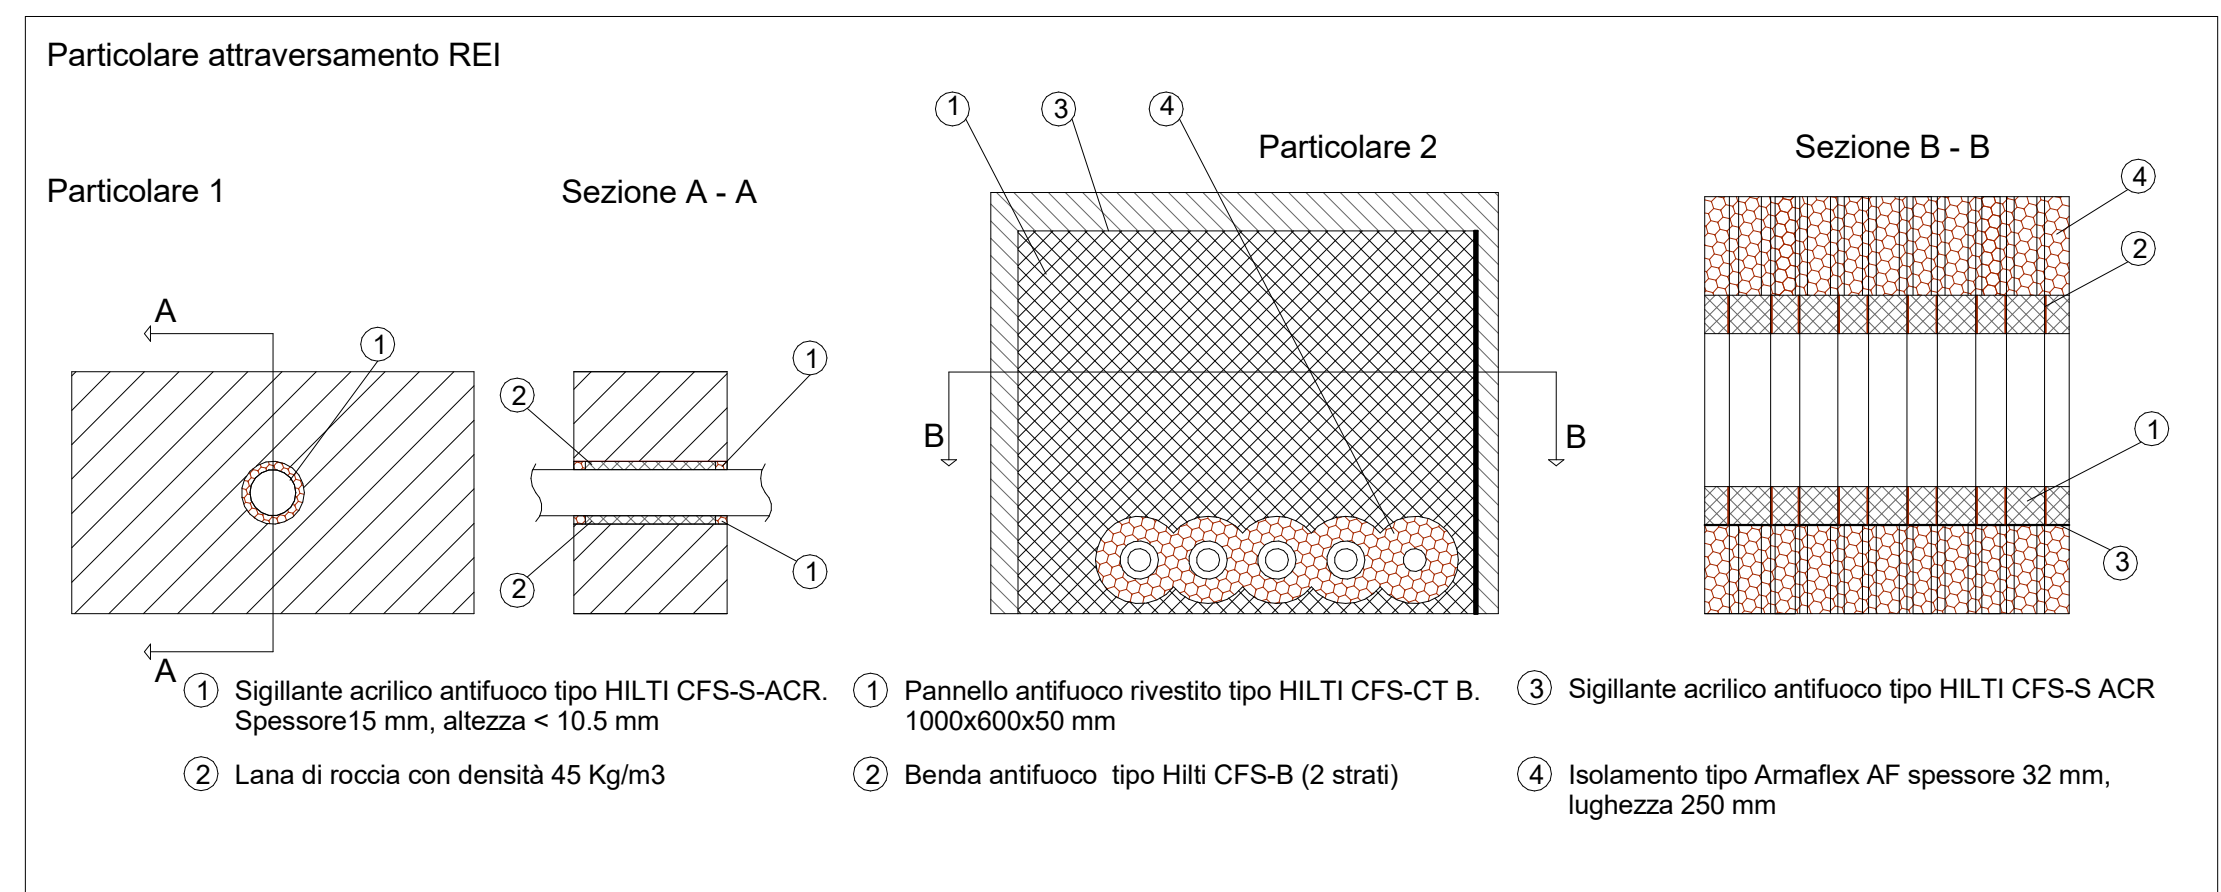 Particolare attraversamento REI
Particolare 1
Sezione A - A
Particolare 2
Sezione B - B
A
1
A
2
1
2
1
1
3
4
B
B
4
2
1
3
1 Sigillante acrilico antifuoco tipo HILTI CFS-S-ACR.
Spessore15 mm, altezza < 10.5 mm
2 Lana di roccia con densità 45 Kg/m3
1 Pannello antifuoco rivestito tipo HILTI CFS-CT B.
1000x600x50 mm
2 Benda antifuoco tipo Hilti CFS-B (2 strati)
3 Sigillante acrilico antifuoco tipo HILTI CFS-S ACR
4 Isolamento tipo Armaflex AF spessore 32 mm,
lughezza 250 mm